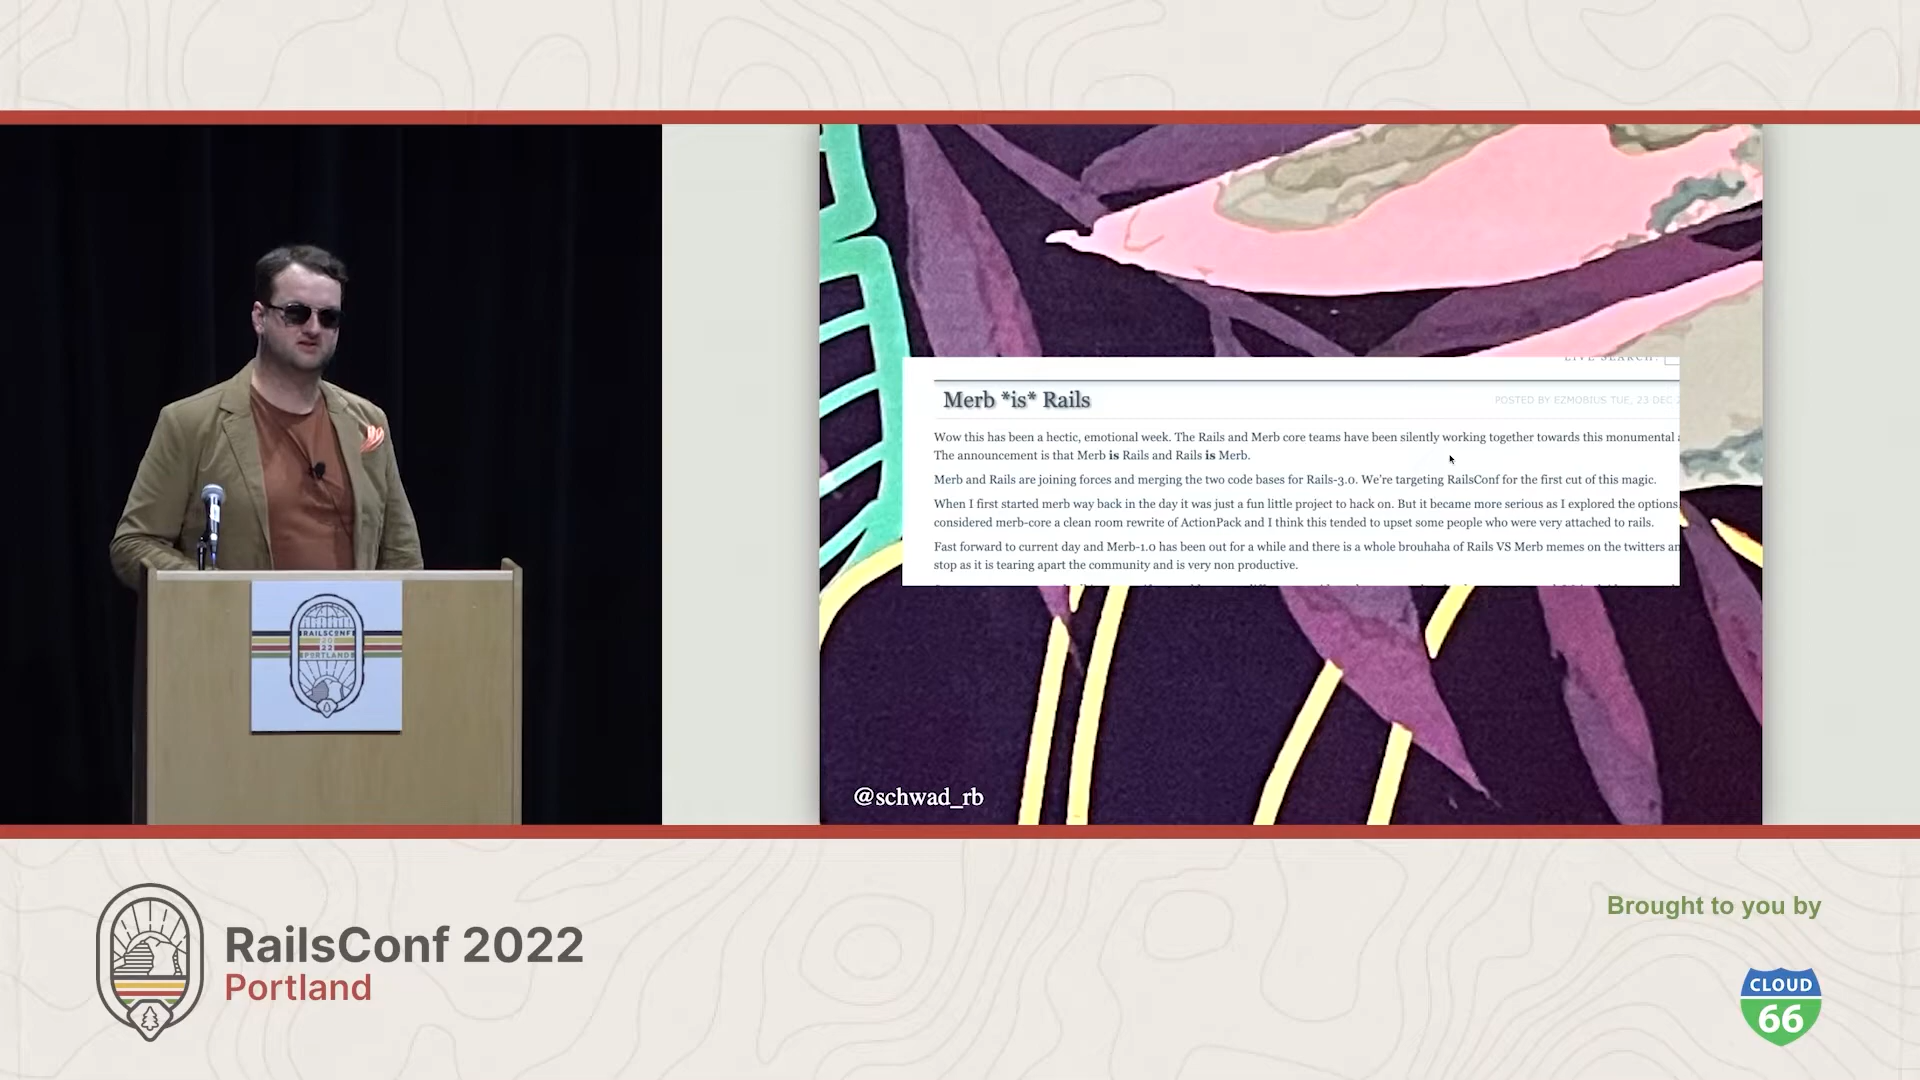 LIVE SEARCH:
Merb *is* Rails
POSTED BY EZMOBIUS TUE, 23 DEC
Wow this has been a hectic, emotional week. The Rails and Merb core teams have been silently working together towards this monumental
The announcement is that Merb is Rails and Rails is Merb.
Merb and Rails are joining forces and merging the two code bases for Rails-3.0. We're targeting RailsConf for the first cut of this magic.
When I first started merb way back in the day it was just a fun little project to hack on. But it became more serious as I explored the options
considered merb-core a clean room rewrite of ActionPack and I think this tended to upset some people who were very attached to rails.
Fast forward to current day and Merb-1.0 has been out for a while and there is a whole brouhaha of Rails VS Merb memes on the twitters an
stop as it is tearing apart the community and is very non productive.
@schwad_rb
RAILSCONF
20
22
PORTLAND
RailsConf 2022
Portland
Brought to you by
CLOUD
66